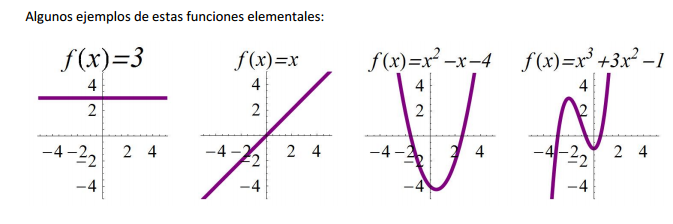 Algunos ejemplos de estas funciones elementales:
f(x)=3 f(x)=x f(x)=x²−x−4 f(x)=x³+3x²−1
4 4 4 4
2 2 2 2
−4 −2 2 4 −4 −2 2 4 −4 −2 2 4 −4 −2 2 4
−2 −2 −2 −2
−4 −4 −4 −4